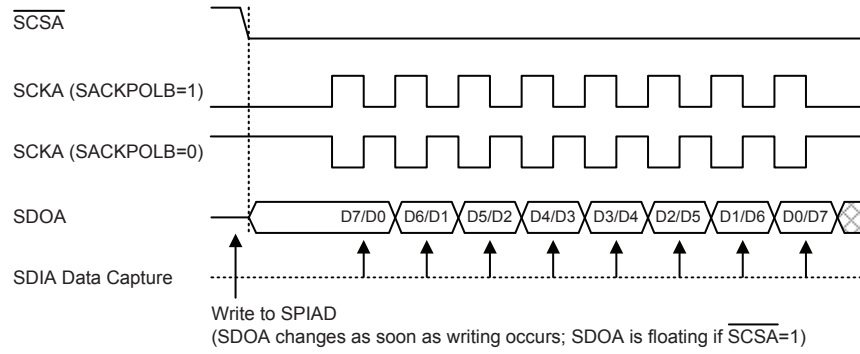 SCSA
SCKA (SACKPOLB=1)
SCKA (SACKPOLB=0)
SDOA
D7/D0 D6/D1 D5/D2 D4/D3 D3/D4 D2/D5 D1/D6 D0/D7
SDIA Data Capture
Write to SPIAD
(SDOA changes as soon as writing occurs; SDOA is floating if SCSA=1)